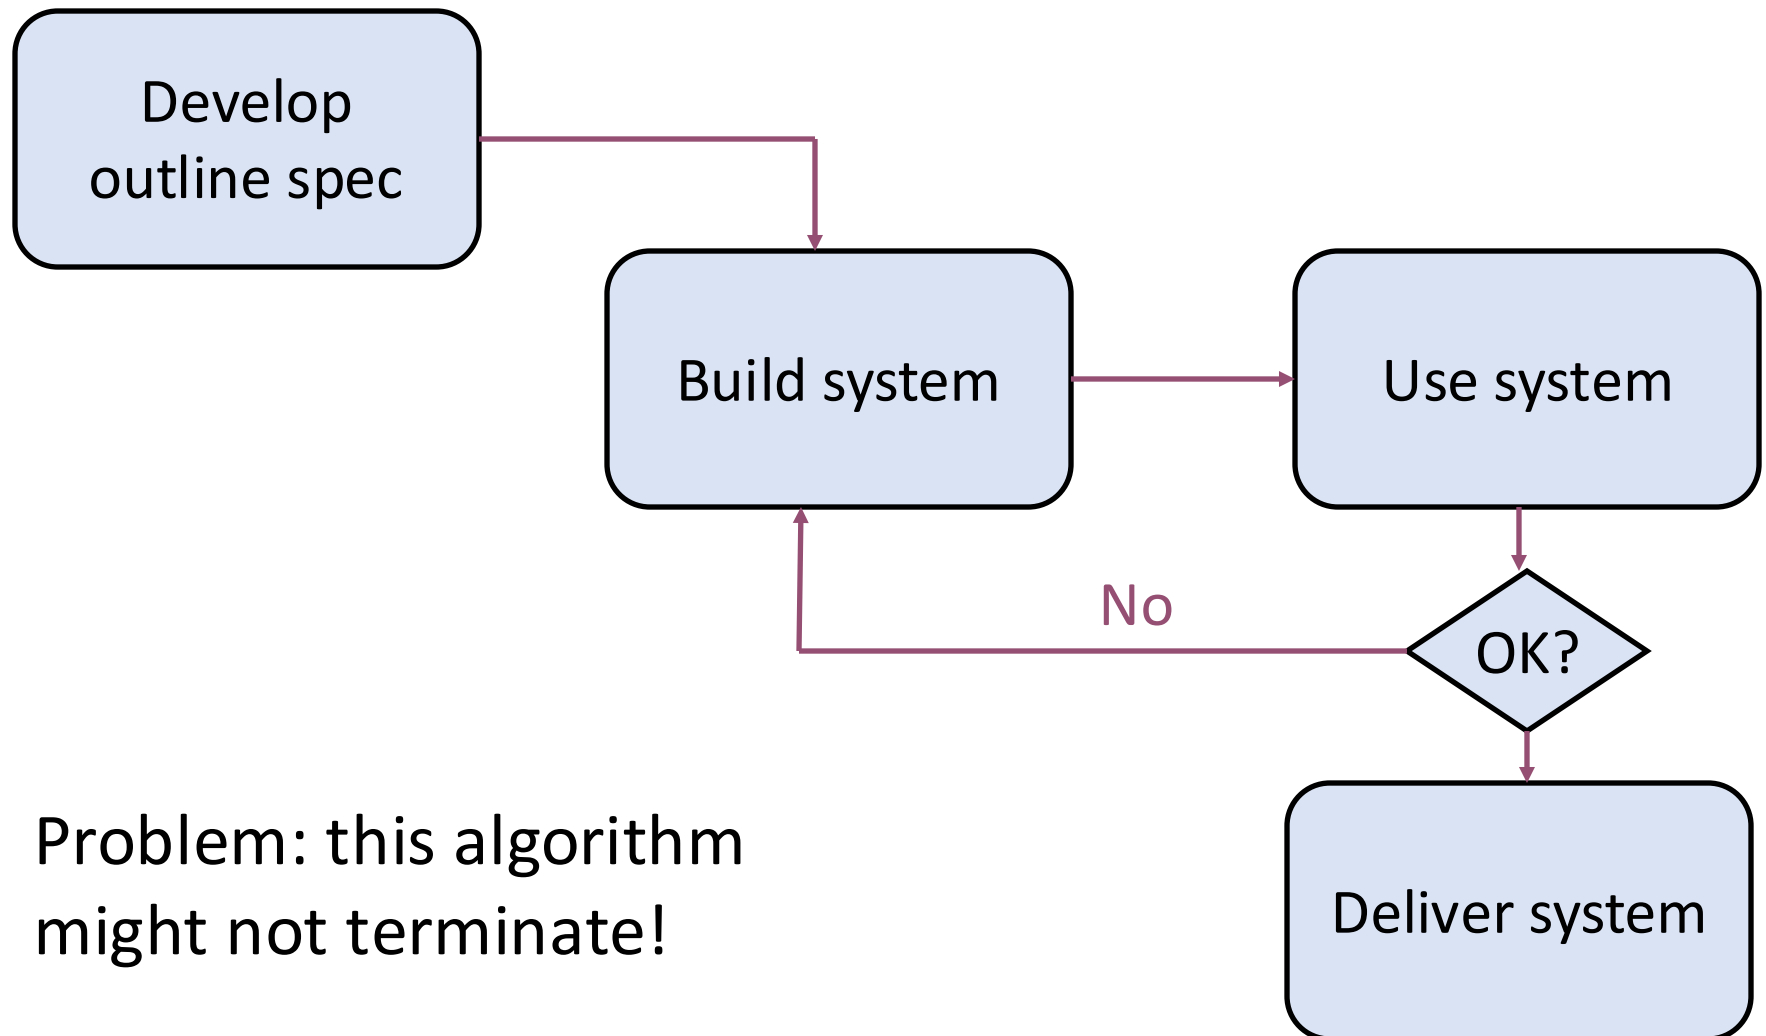 Develop
outline spec
Build system
Use system
No
OK?
Problem: this algorithm
might not terminate!
Deliver system